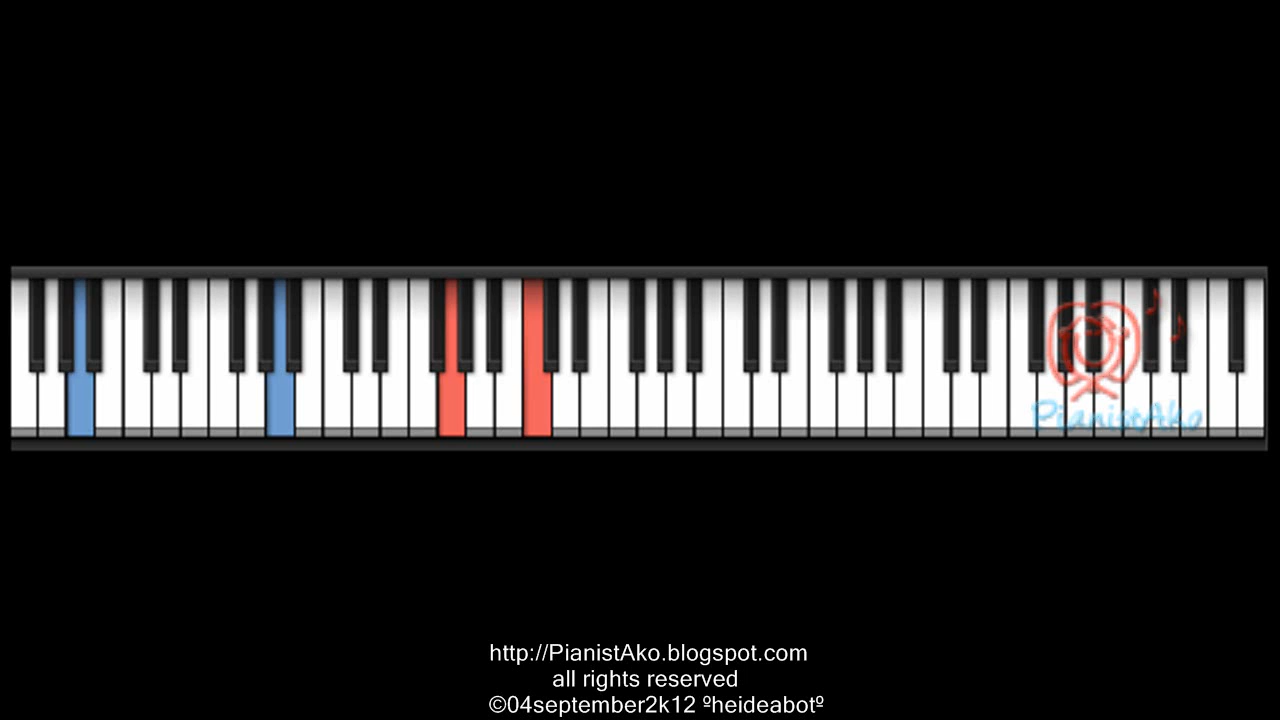 PianistAko
http://PianistAko.blogspot.com
all rights reserved
©04september2k12 ºheideabotº